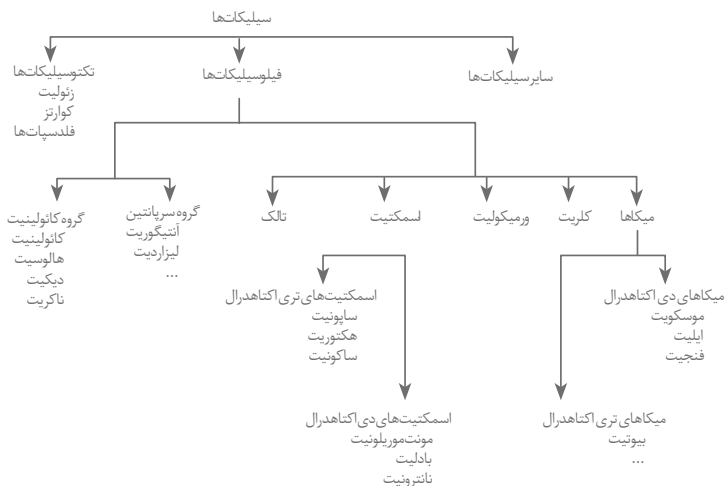 سیلیکات‌ها
سایر سیلیکات‌ها
فیلوسیلیکات‌ها
تکتوسیلیکات‌ها
زئولیت
کوارتز
فلدسپات‌ها
میکاها
کلریت
ورمیکولیت
اسمکتیت
تالک
گروه سرپانتین
آنتیگوریت
لیزاردیت
...
گروه کائولینیت
کائولینیت
هالوسیت
دیکیت
ناکریت
میکاهای دی اکتاهدرال
موسکویت
ایلیت
فنجیت
اسمکتیت‌های تری اکتاهدرال
ساپونیت
هکتوریت
ساکونیت
میکاهای تری اکتاهدرال
بیوتیت
...
اسمکتیت‌های دی اکتاهدرال
مونت‌موریلونیت
بادلیت
نانترونیت